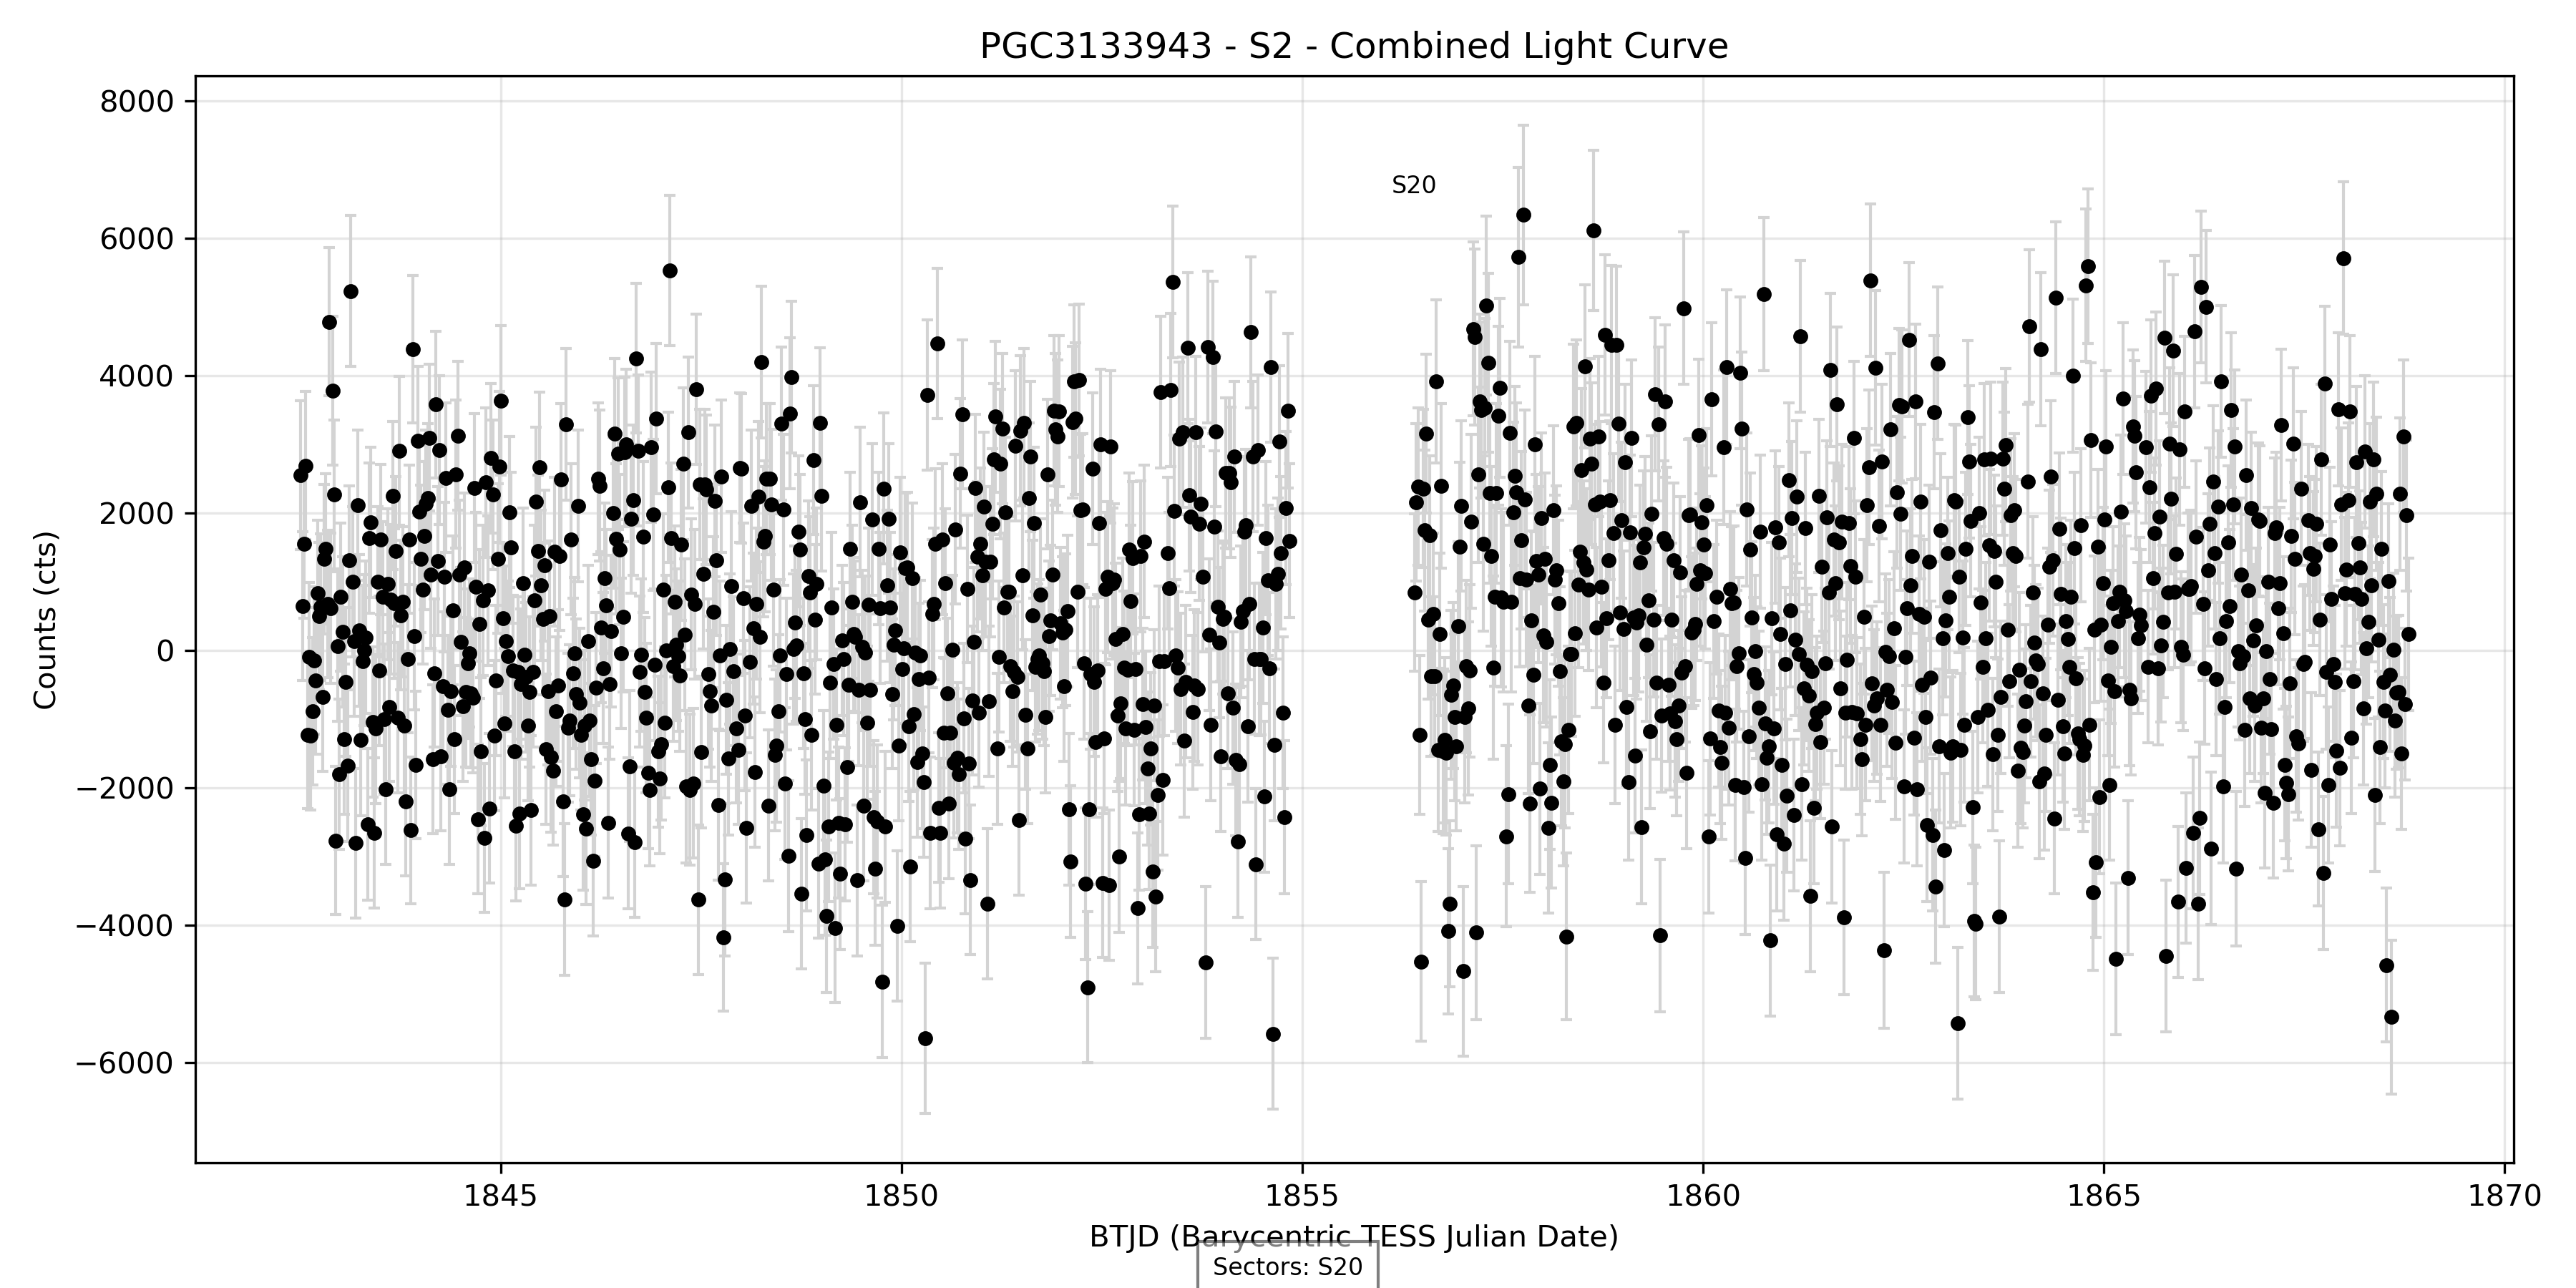 PGC3133943 - S2 - Combined Light Curve
8000
6000
4000
2000
0
−2000
−4000
−6000
Counts (cts)
S20
1845
1850
1855
1860
1865
1870
BTJD (Barycentric TESS Julian Date)
Sectors: S20